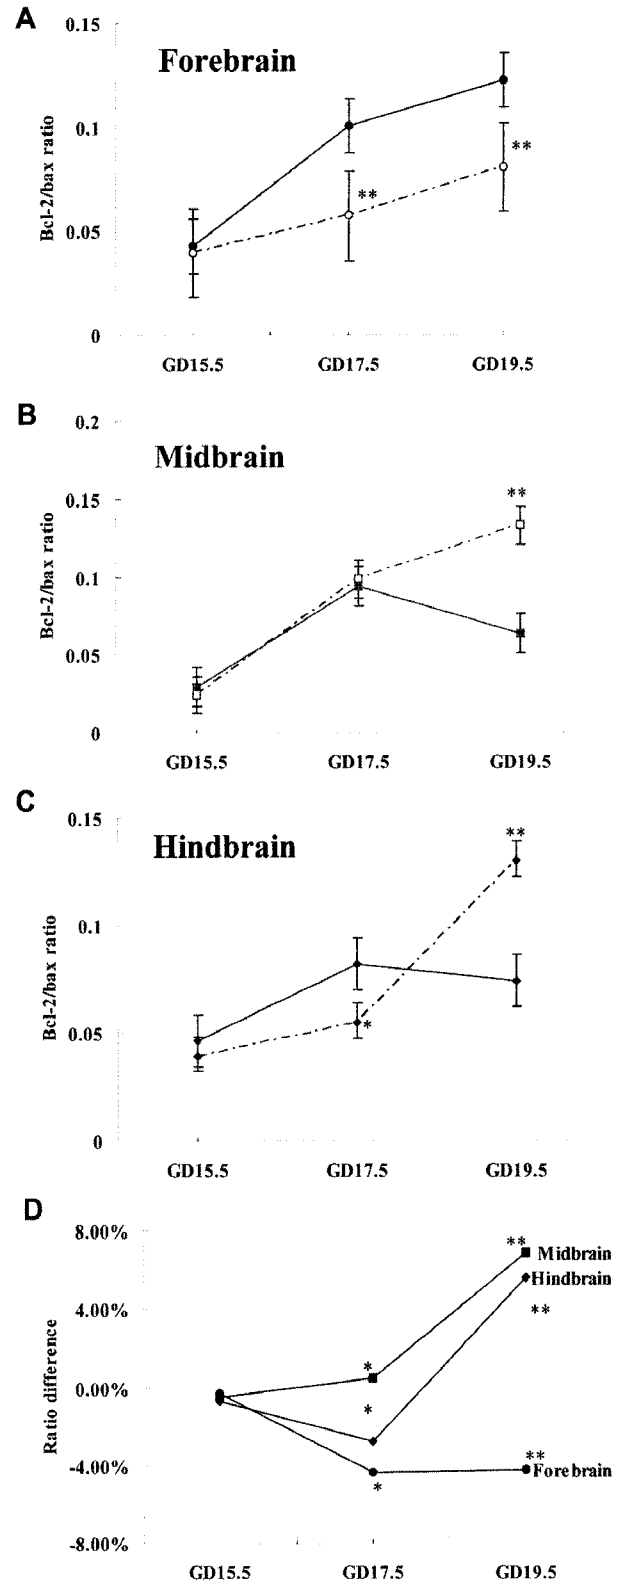 A
Forebrain
Bcl-2/bax ratio
0.15
0.1
0.05
0
**
**
GD15.5 GD17.5 GD19.5
B
Midbrain
Bcl-2/bax ratio
0.2
0.15
0.1
0.05
0
**
GD15.5 GD17.5 GD19.5
C
Hindbrain
Bcl-2/bax ratio
0.15
0.1
0.05
0
**
*
GD15.5 GD17.5 GD19.5
D
Ratio difference
8.00%
4.00%
0.00%
-4.00%
-8.00%
**
Midbrain
Hindbrain
**
*
*
**
Forebrain
*
GD15.5 GD17.5 GD19.5